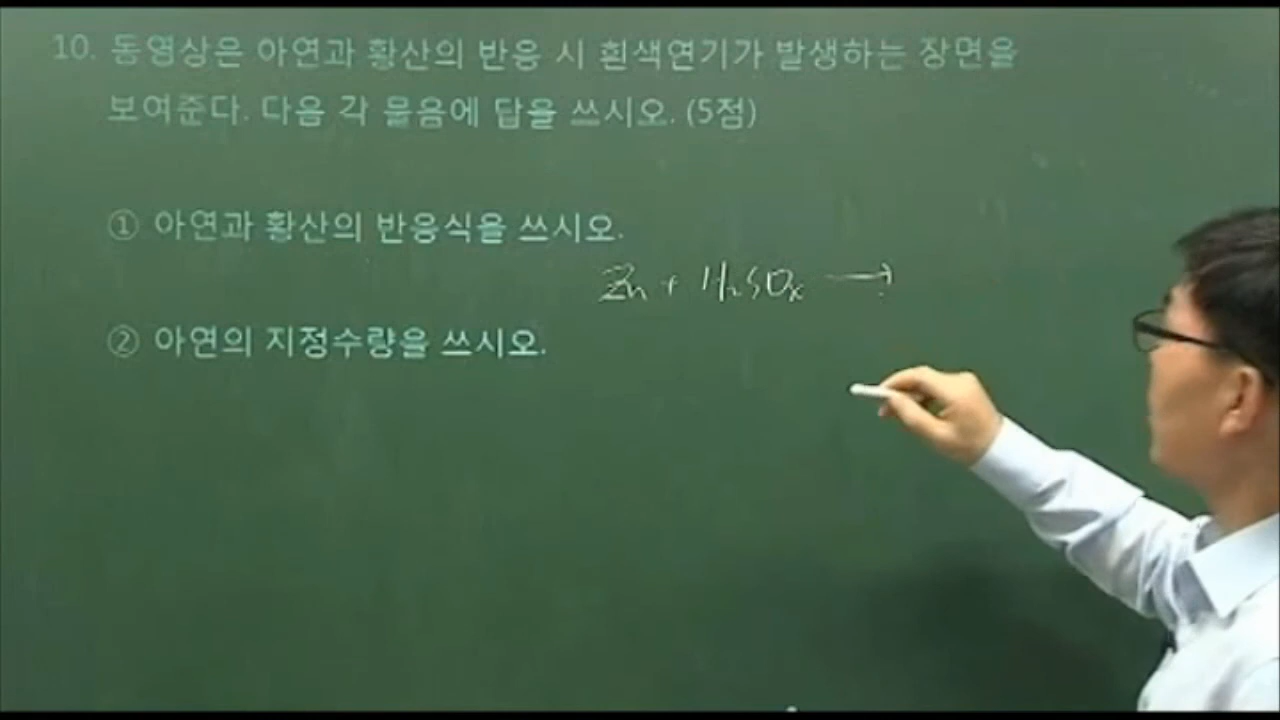 10. 동영상은 아연과 황산의 반응 시 흰색연기가 발생하는 장면을
보여준다. 다음 각 물음에 답을 쓰시오. (5점)
① 아연과 황산의 반응식을 쓰시오.
Zn + H₂SO₄ →
② 아연의 지정수량을 쓰시오.